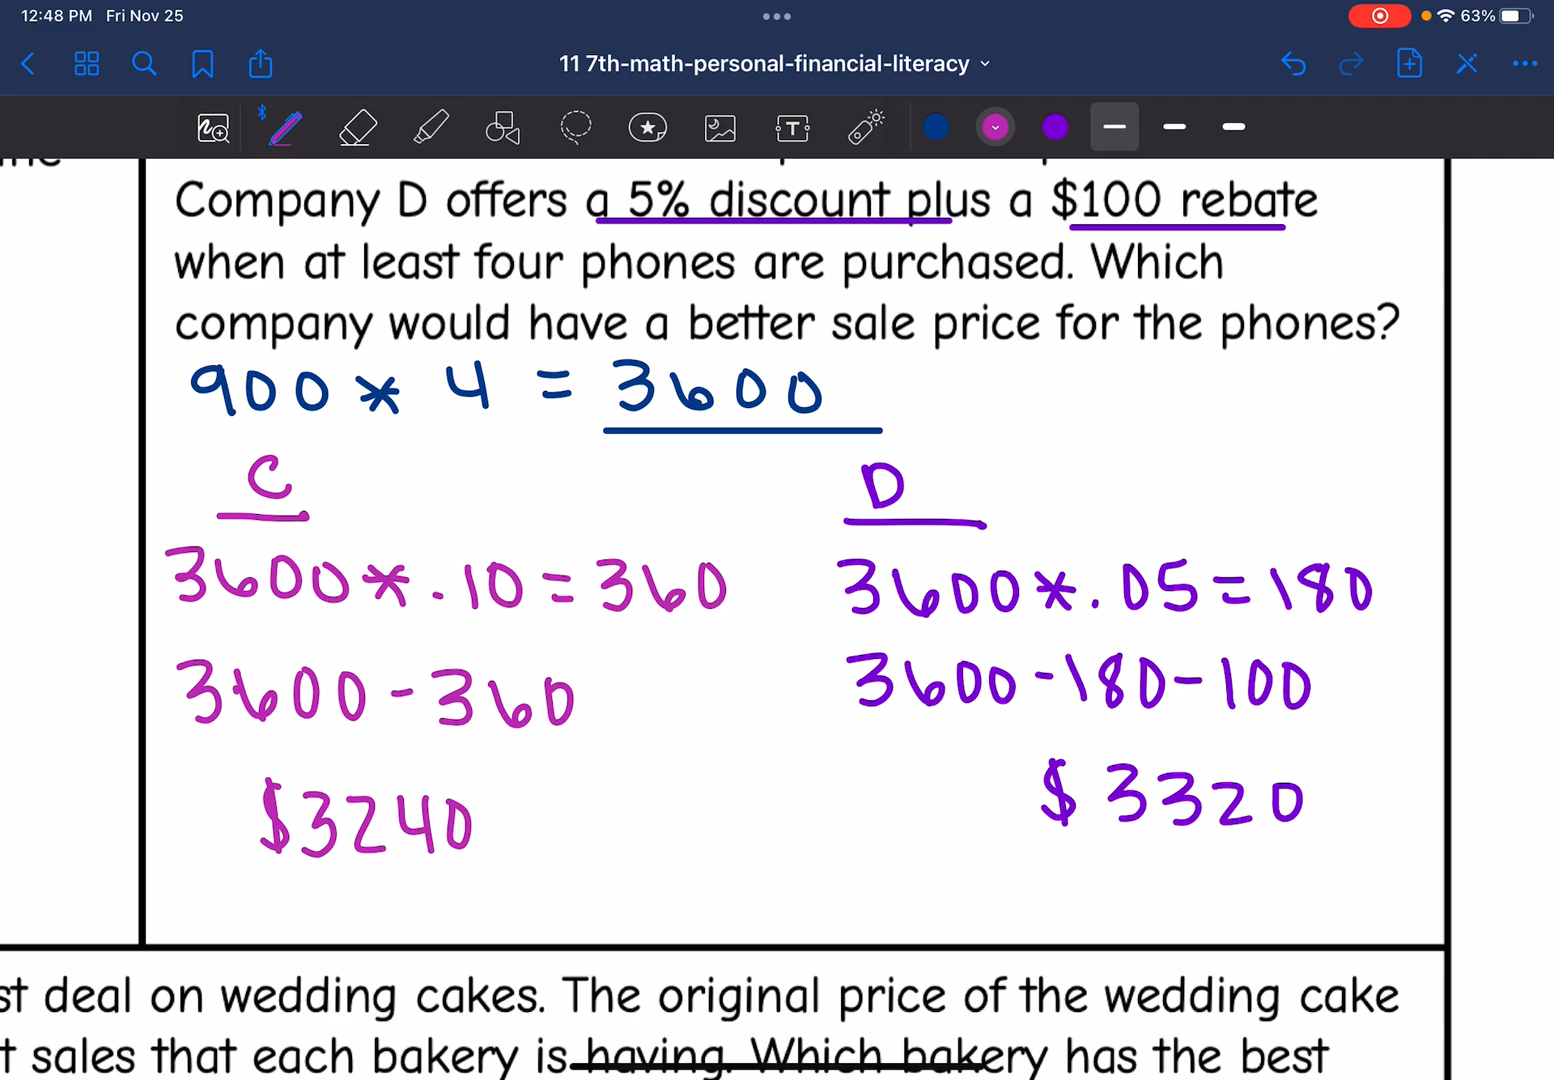 12:48 PM Fri Nov 25
63%
11 7th-math-personal-financial-literacy
T
Company D offers a 5% discount plus a $100 rebate
when at least four phones are purchased. Which
company would have a better sale price for the phones?
900 * 4 = 3600
C
3600 * .10 = 360
3600 - 360
$3240
D
3600 * .05 = 180
3600 - 180 - 100
$3320
st deal on wedding cakes. The original price of the wedding cake
t sales that each bakery is having. Which bakery has the best